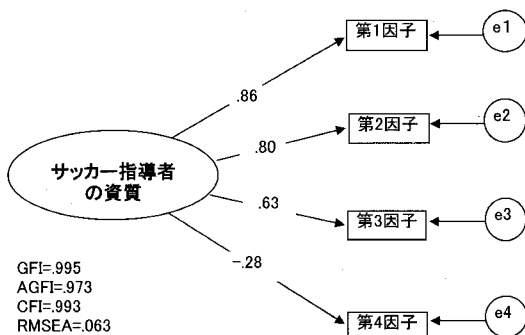 第1因子
e1
.86
第2因子
e2
.80
サッカー指導者
の資質
.63
第3因子
e3
-.28
GFI=.995
AGFI=.973
CFI=.993
RMSEA=.063
第4因子
e4